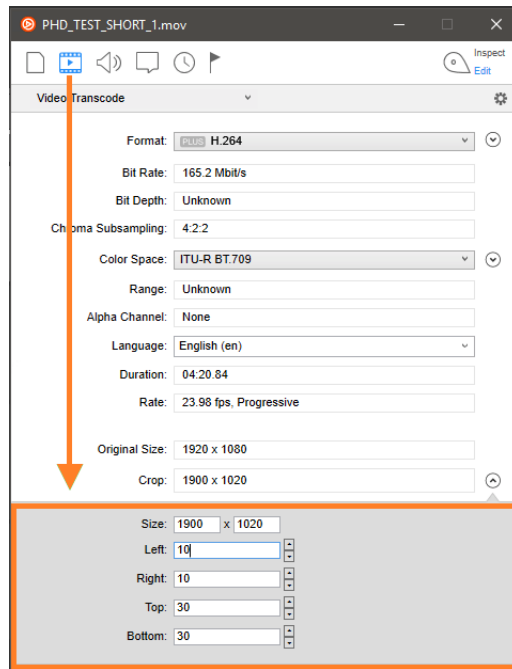 PHD_TEST_SHORT_1.mov
Inspect
Edit
Video Transcode
Format: PLUS H.264
Bit Rate: 165.2 Mbit/s
Bit Depth: Unknown
Chroma Subsampling: 4:2:2
Color Space: ITU-R BT.709
Range: Unknown
Alpha Channel: None
Language: English (en)
Duration: 04:20.84
Rate: 23.98 fps, Progressive
Original Size: 1920 x 1080
Crop: 1900 x 1020
Size: 1900 x 1020
Left: 10
Right: 10
Top: 30
Bottom: 30